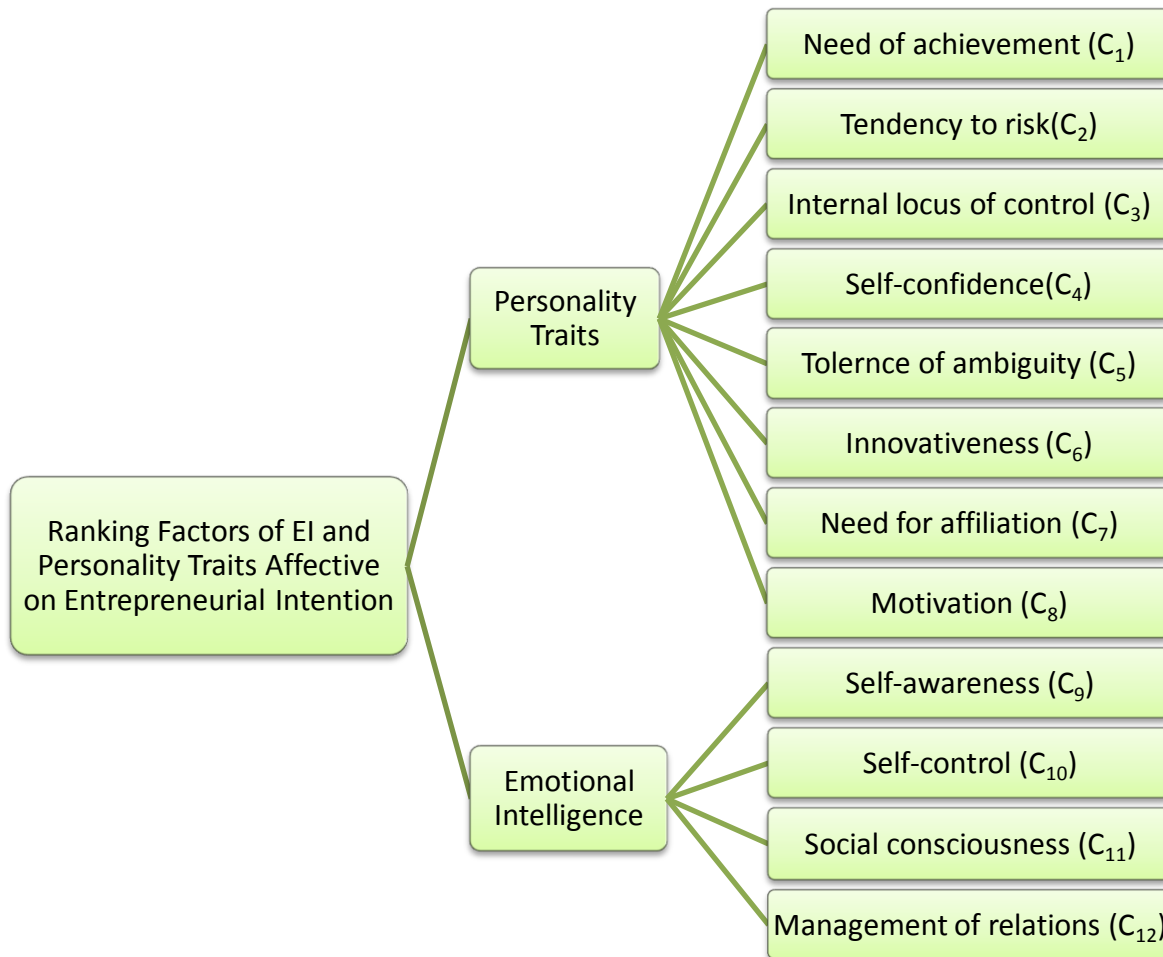 Need of achievement (C₁)
Tendency to risk(C₂)
Internal locus of control (C₃)
Personality
Traits
Self-confidence(C₄)
Tolernce of ambiguity (C₅)
Innovativeness (C₆)
Need for affiliation (C₇)
Ranking Factors of EI and
Personality Traits Affective
on Entrepreneurial Intention
Motivation (C₈)
Self-awareness (C₉)
Emotional
Intelligence
Self-control (C₁₀)
Social consciousness (C₁₁)
Management of relations (C₁₂)